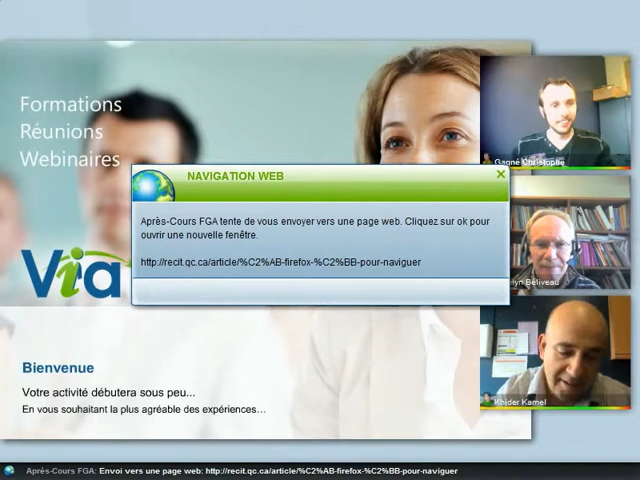 Formations
Réunions
Webinaires
Gagné Christophe
NAVIGATION WEB
Après-Cours FGA tente de vous envoyer vers une page web. Cliquez sur ok pour
ouvrir une nouvelle fenêtre.
http://recit.qc.ca/article/%C2%AB-firefox-%C2%BB-pour-naviguer
lyn Béliveau
Via
Bienvenue
Votre activité débutera sous peu...
En vous souhaitant la plus agréable des expériences...
Khider Kamel
Après-Cours FGA: Envoi vers une page web: http://recit.qc.ca/article/%C2%AB-firefox-%C2%BB-pour-naviguer